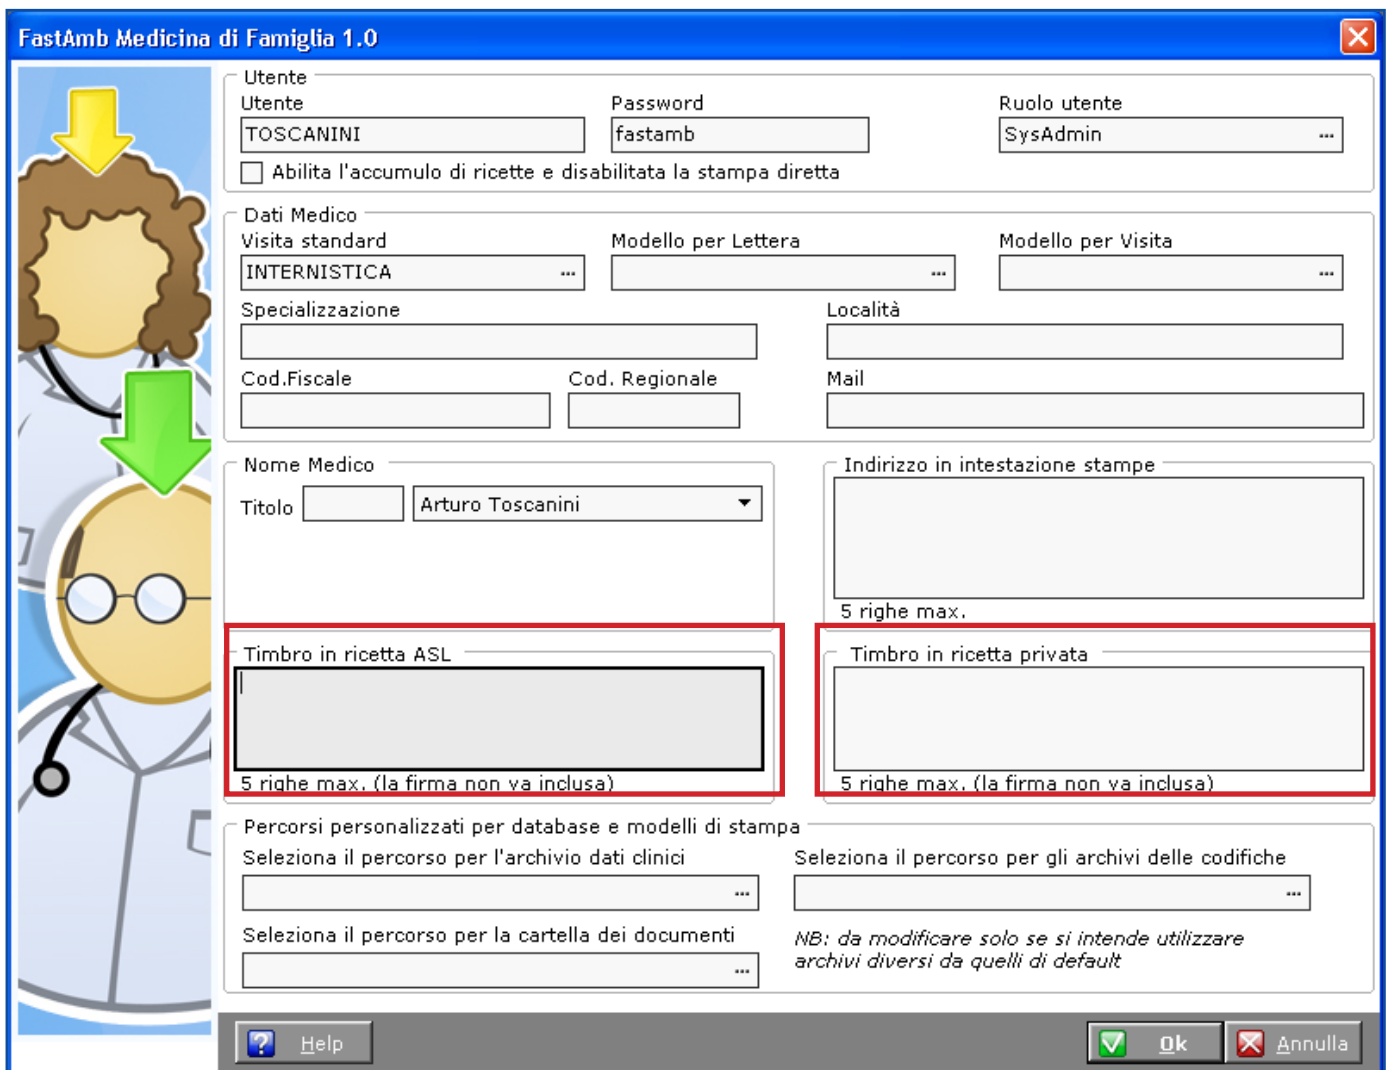 FastAmb Medicina di Famiglia 1.0
Utente
Utente Password Ruolo utente
TOSCANINI fastamb SysAdmin ...
Abilita l'accumulo di ricette e disabilitata la stampa diretta
Dati Medico
Visita standard Modello per Lettera Modello per Visita
INTERNISTICA ... ... ...
Specializzazione Località
Cod.Fiscale Cod. Regionale Mail
Nome Medico Indirizzo in intestazione stampe
Titolo Arturo Toscanini
5 righe max.
Timbro in ricetta ASL Timbro in ricetta privata
5 righe max. (la firma non va inclusa) 5 righe max. (la firma non va inclusa)
Percorsi personalizzati per database e modelli di stampa
Seleziona il percorso per l'archivio dati clinici Seleziona il percorso per gli archivi delle codifiche
... ...
Seleziona il percorso per la cartella dei documenti NB: da modificare solo se si intende utilizzare
... archivi diversi da quelli di default
? Help Ok Annulla